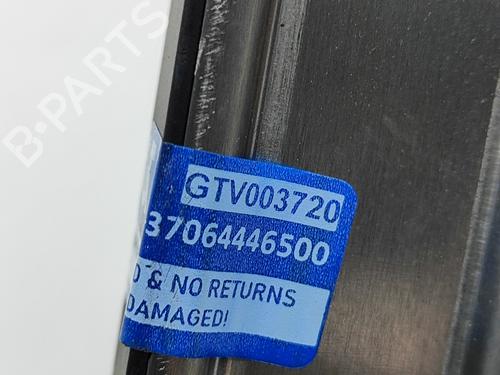 B-PARTS
GTV003720
37064446500
& NO RETURNS
DAMAGED!